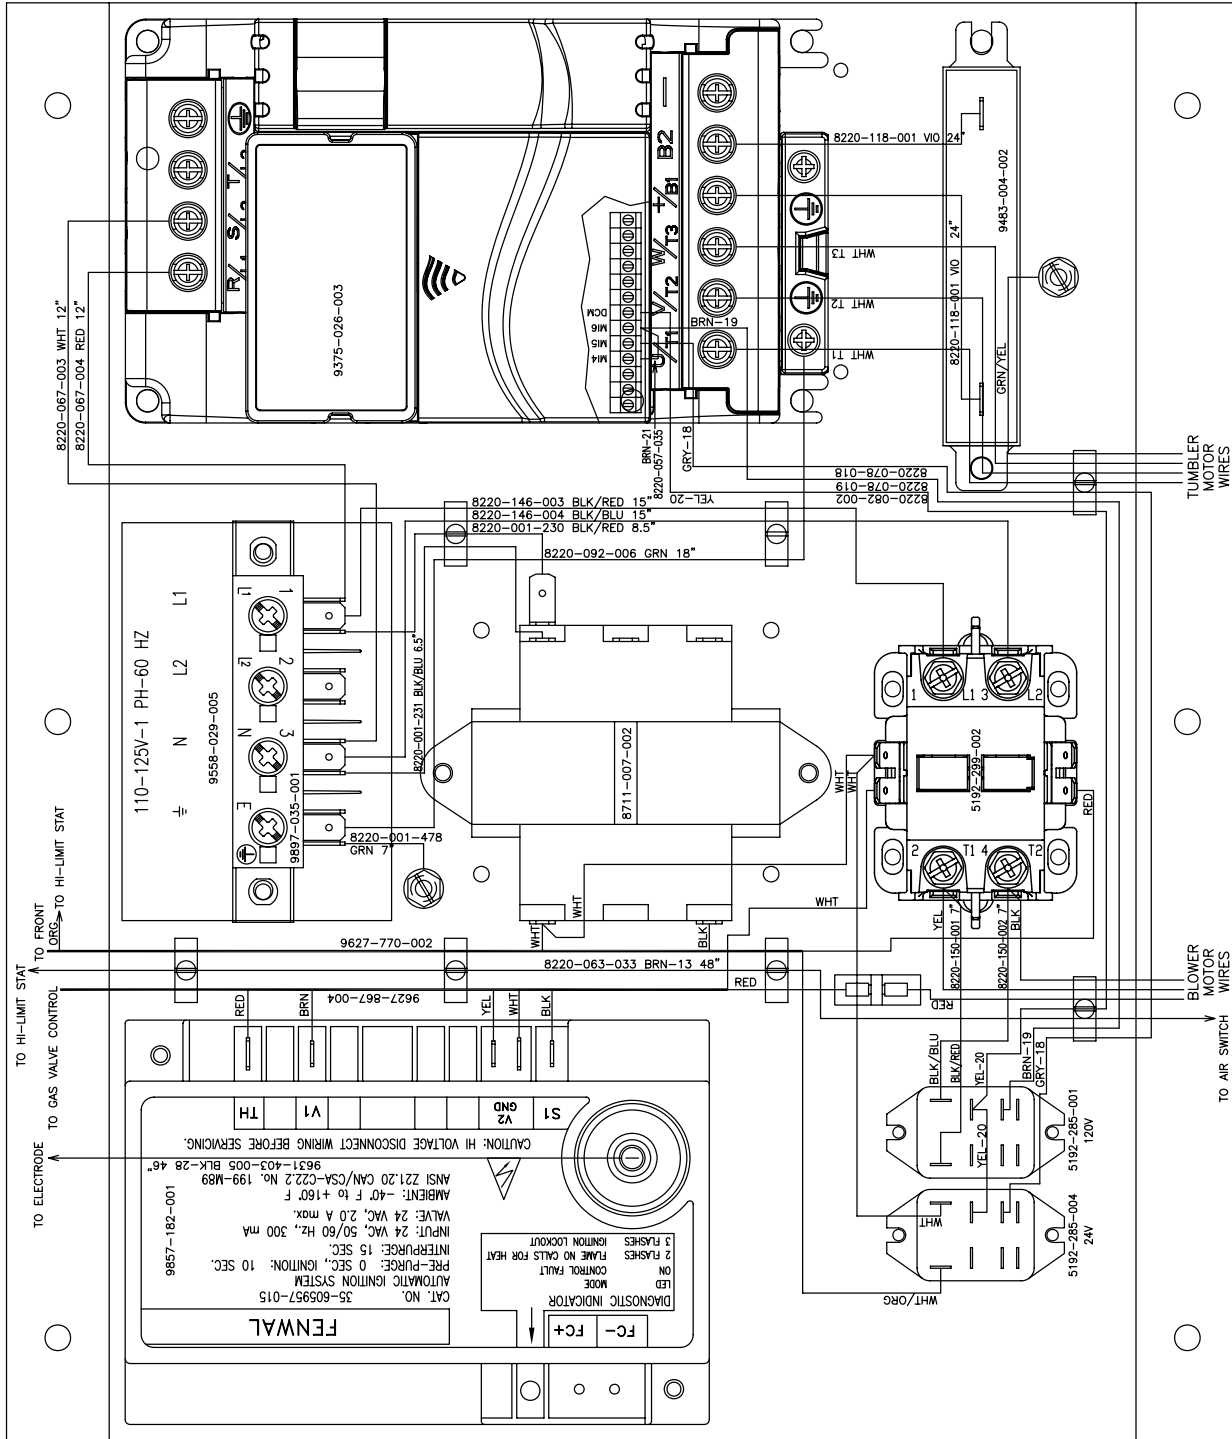 R/L1
S/L2
T/L3
8220-067-003 WHT 12"
8220-067-004 RED 12"
9375-026-003
DCM
MI6
MI5
MI4
U/T1
V/T2
W/T3
+/B1
B2
−
BRN-19
8220-118-001 VIO 24"
8220-118-001 VIO 24"
9483-004-002
WHT T3
WHT T2
WHT T1
GRN/YEL
BRN-21
8220-057-035
GRY-18
YEL-20
8220-078-018
8220-078-019
8220-082-002
TUMBLER
MOTOR
WIRES
8220-146-003 BLK/RED 15"
8220-146-004 BLK/BLU 15"
8220-001-230 BLK/RED 8.5"
8220-092-006 GRN 18"
110-125V-1 PH-60 HZ
L1
L2
N
9558-029-005
L1
1
L2
2
N
3
E
9897-035-001
8220-001-231 BLK/BLU 6.5"
8220-001-478
GRN 7"
8711-007-002
WHT
WHT
1
L1
3
L2
5192-299-002
RED
2
T1
4
T2
WHT
WHT
WHT
BLK
YEL
8220-150-001 7"
8220-150-002 7"
BLK
TO HI-LIMIT STAT
TO FRONT
ORG
TO HI-LIMIT STAT
TO GAS VALVE CONTROL
9627-770-002
8220-063-033 BRN-13 48"
9627-867-004
RED
RED
BLOWER
MOTOR
WIRES
TO AIR SWITCH
RED
BRN
YEL
WHT
BLK
TH
V1
V2
GND
S1
CAUTION: HI VOLTAGE DISCONNECT WIRING BEFORE SERVICING.
TO ELECTRODE
9631-403-005 BLK-28 46"
ANSI Z21.20 CAN/CSA-C22.2 No. 199-M89
AMBIENT: -40° F to +160° F
VALVE: 24 VAC, 2.0 A max.
INPUT: 24 VAC, 50/60 Hz., 300 mA
INTERPURGE: 15 SEC.
PRE-PURGE: 0 SEC., IGNITION: 10 SEC.
AUTOMATIC IGNITION SYSTEM
CAT. NO. 35-605957-015
FENWAL
9857-182-001
DIAGNOSTIC INDICATOR
LED MODE
ON CONTROL FAULT
2 FLASHES FLAME NO CALLS FOR HEAT
3 FLASHES IGNITION LOCKOUT
FC+
FC-
BLK/BLU
BLK/RED
YEL-20
BRN-19
GRY-18
YEL-20
5192-285-001
120V
WHT
5192-285-004
24V
WHT/ORG